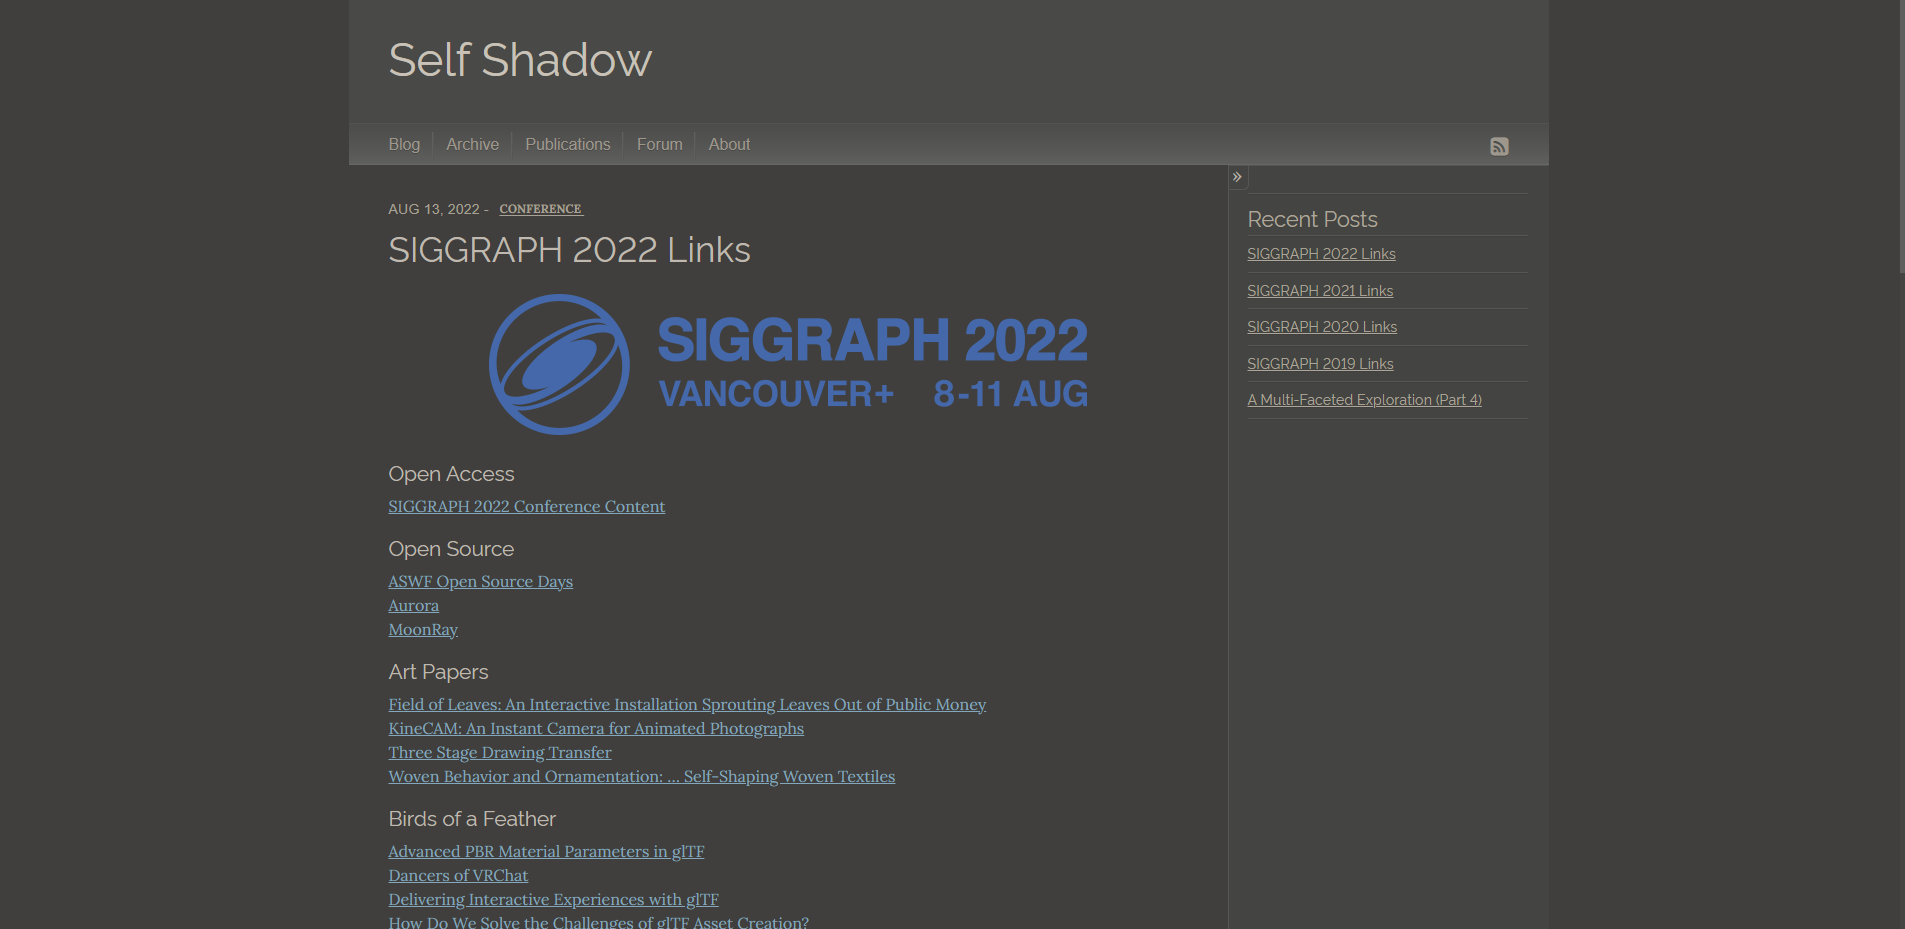 Self Shadow
Blog
Archive
Publications
Forum
About
»
AUG 13, 2022 - CONFERENCE
SIGGRAPH 2022 Links
SIGGRAPH 2022
VANCOUVER+ 8-11 AUG
Open Access
SIGGRAPH 2022 Conference Content
Open Source
ASWF Open Source Days
Aurora
MoonRay
Art Papers
Field of Leaves: An Interactive Installation Sprouting Leaves Out of Public Money
KineCAM: An Instant Camera for Animated Photographs
Three Stage Drawing Transfer
Woven Behavior and Ornamentation: ... Self-Shaping Woven Textiles
Birds of a Feather
Advanced PBR Material Parameters in glTF
Dancers of VRChat
Delivering Interactive Experiences with glTF
How Do We Solve the Challenges of glTF Asset Creation?
Recent Posts
SIGGRAPH 2022 Links
SIGGRAPH 2021 Links
SIGGRAPH 2020 Links
SIGGRAPH 2019 Links
A Multi-Faceted Exploration (Part 4)